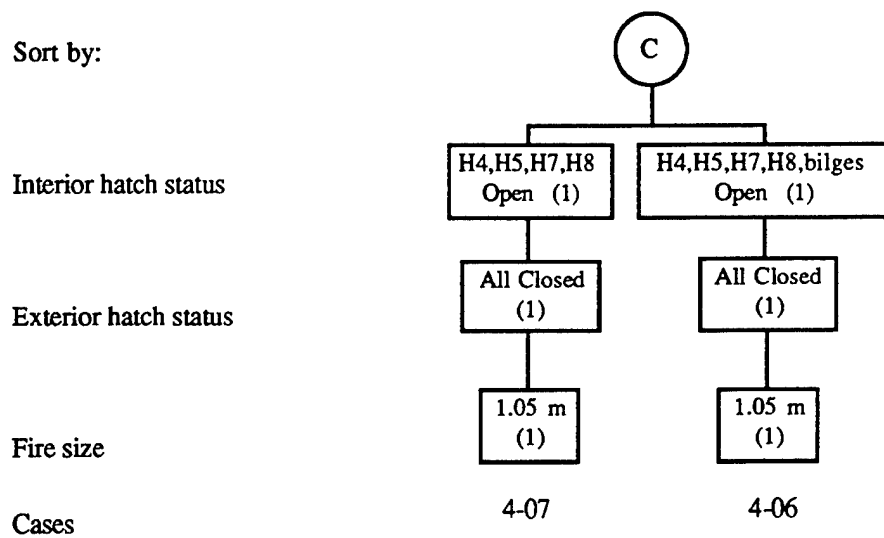 Sort by:
C
Interior hatch status
H4,H5,H7,H8
Open (1)
H4,H5,H7,H8,bilges
Open (1)
Exterior hatch status
All Closed
(1)
All Closed
(1)
Fire size
1.05 m
(1)
1.05 m
(1)
Cases
4-07
4-06